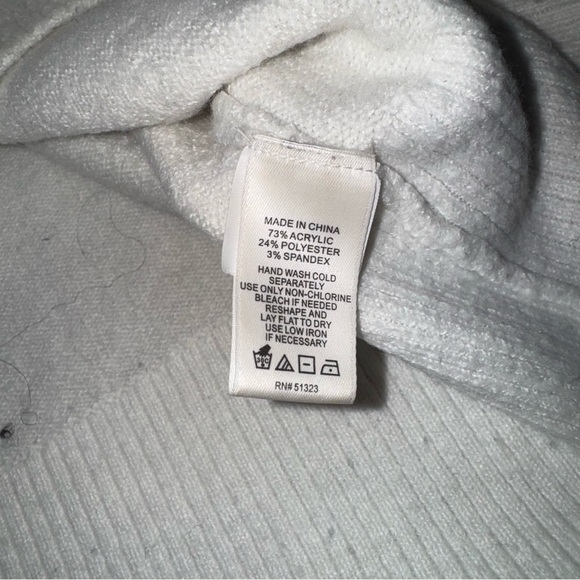 MADE IN CHINA
73% ACRYLIC
24% POLYESTER
3% SPANDEX
HAND WASH COLD
SEPARATELY
USE ONLY NON-CHLORINE
BLEACH IF NEEDED
RESHAPE AND
LAY FLAT TO DRY
USE LOW IRON
IF NECESSARY
30C
RN# 51323